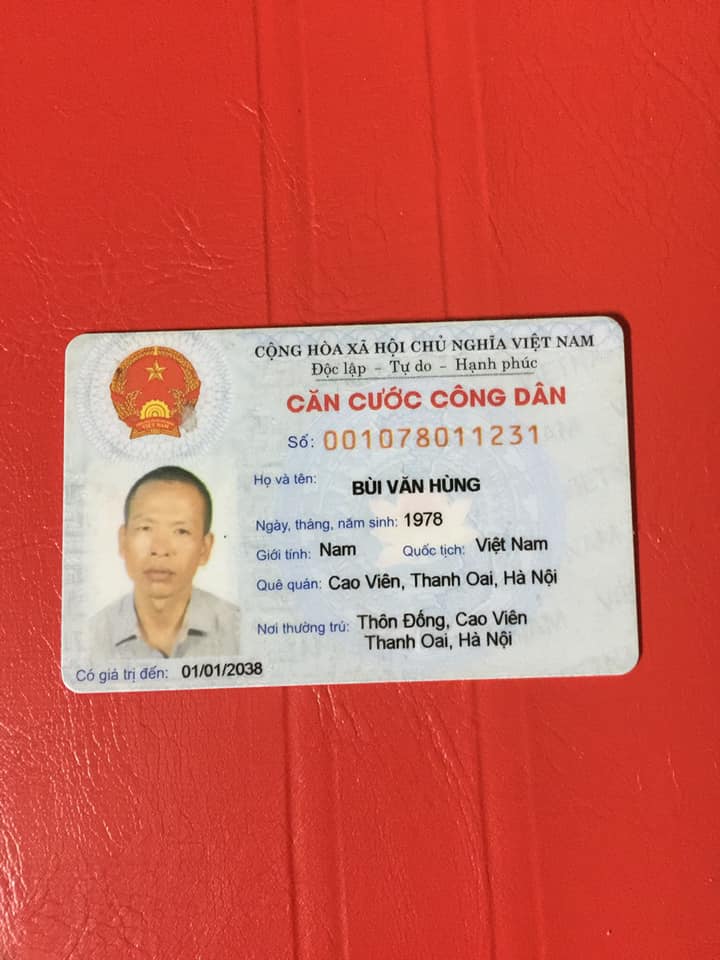 CỘNG HÒA XÃ HỘI CHỦ NGHĨA VIỆT NAM
Độc lập - Tự do - Hạnh phúc
CĂN CƯỚC CÔNG DÂN
Số: 001078011231
Họ và tên: BÙI VĂN HÙNG
Ngày, tháng, năm sinh: 1978
Giới tính: Nam Quốc tịch: Việt Nam
Quê quán: Cao Viên, Thanh Oai, Hà Nội
Nơi thường trú: Thôn Đống, Cao Viên
Thanh Oai, Hà Nội
Có giá trị đến: 01/01/2038